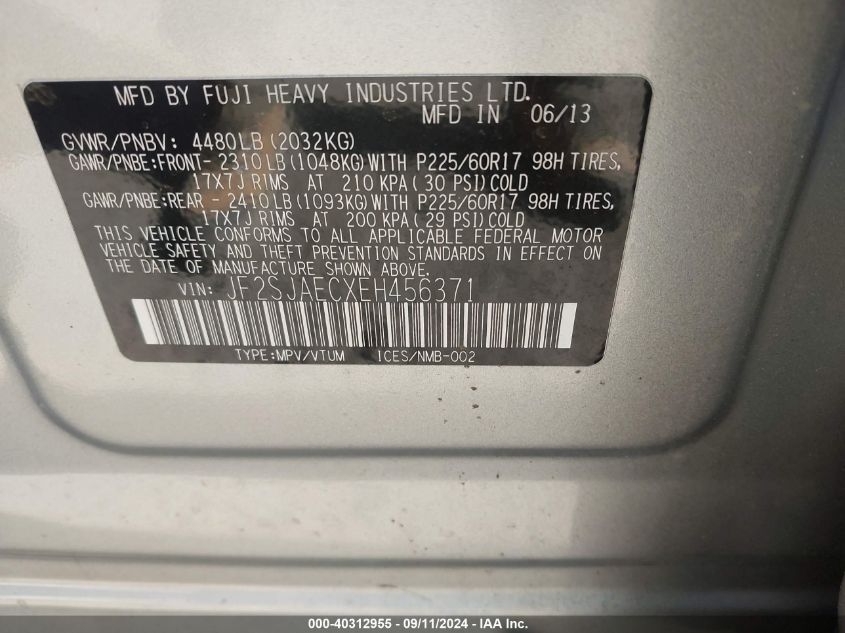 MFD BY FUJI HEAVY INDUSTRIES LTD.
MFD IN 06/13
GVWR/PNBV: 4480LB (2032KG)
GAWR/PNBE:FRONT- 2310LB(1048KG)WITH P225/60R17 98H TIRES,
17X7J RIMS AT 210 KPA( 30 PSI)COLD
GAWR/PNBE:REAR - 2410LB(1093KG)WITH P225/60R17 98H TIRES,
17X7J RIMS AT 200 KPA( 29 PSI)COLD
THIS VEHICLE CONFORMS TO ALL APPLICABLE FEDERAL MOTOR
VEHICLE SAFETY AND THEFT PREVENTION STANDARDS IN EFFECT ON
THE DATE OF MANUFACTURE SHOWN ABOVE.
VIN: JF2SJAECXEH456371
TYPE:MPV/VTUM ICES/NMB-002
000-40312955 - 09/11/2024 - IAA Inc.